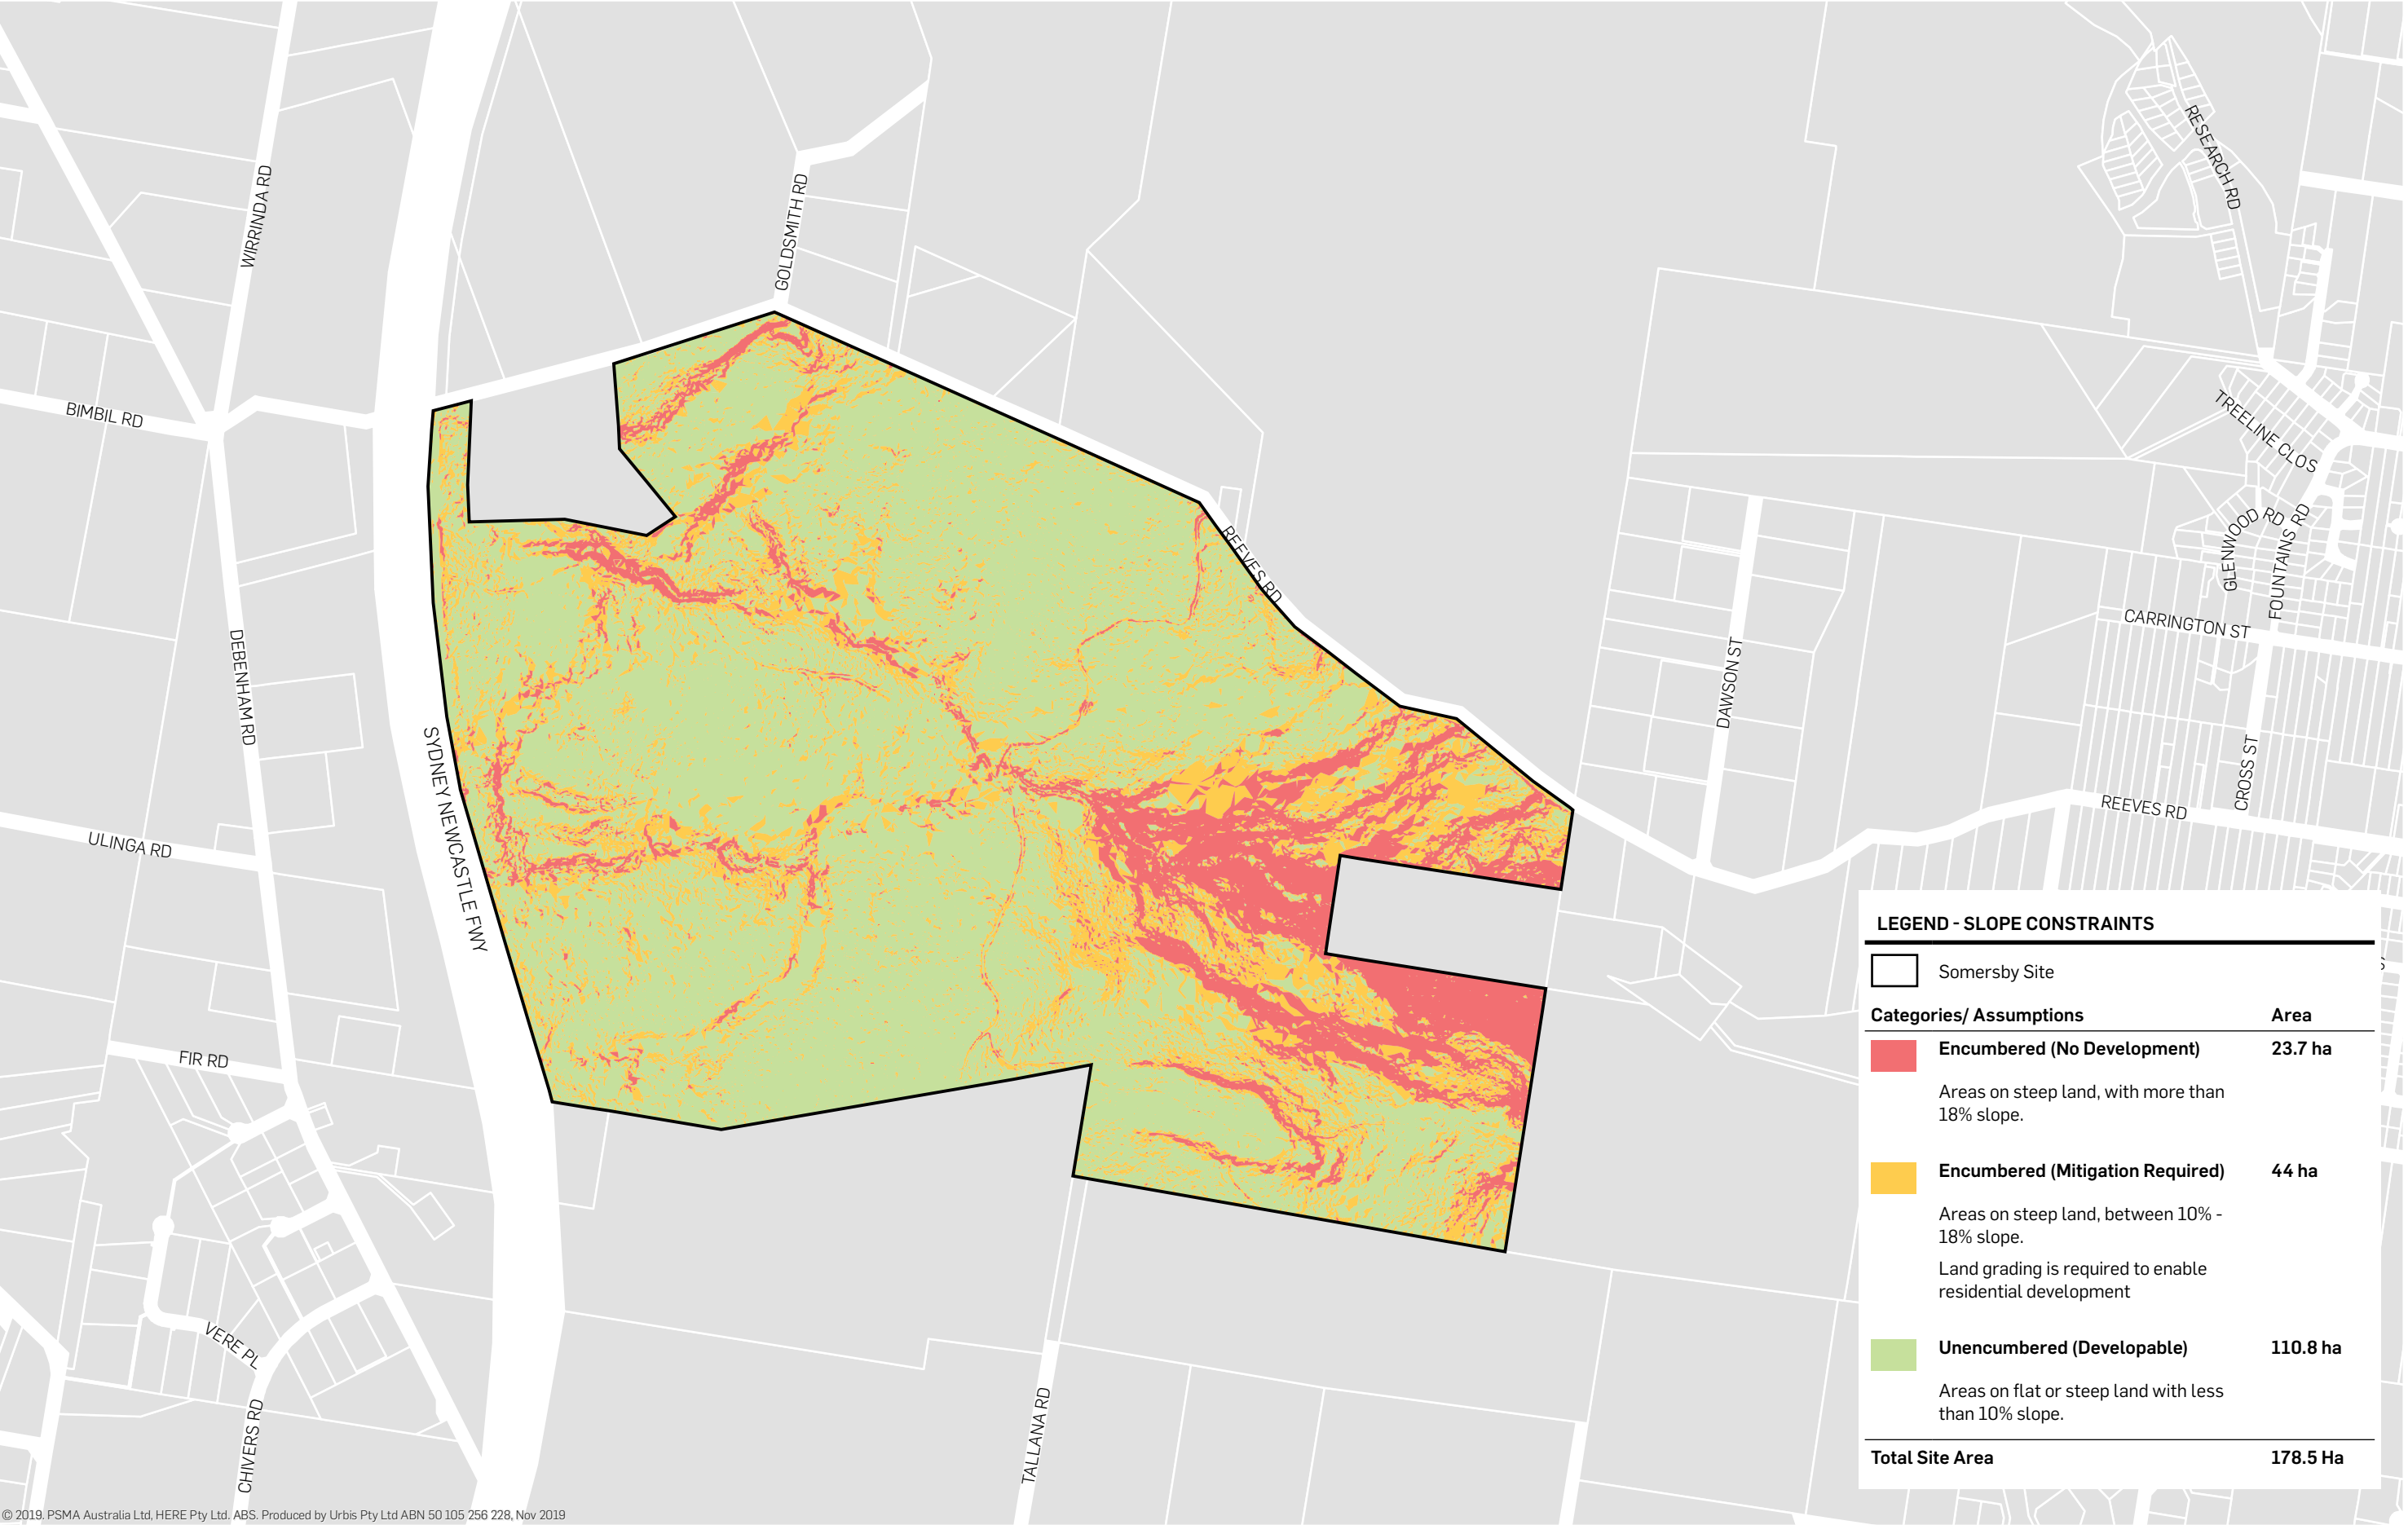 RESEARCH RD
WIRRINDA RD
GOLDSMITH RD
TREELINE CLOS
BIMBIL RD
GLENWOOD RD
FOUNTAINS RD
REEVES RD
CARRINGTON ST
DEBENHAM RD
DAWSON ST
SYDNEY NEWCASTLE FWY
CROSS ST
REEVES RD
ULINGA RD
FIR RD
VERE PL
CHIVERS RD
TALLANA RD
LEGEND - SLOPE CONSTRAINTS
Somersby Site
Categories/ Assumptions Area
Encumbered (No Development) 23.7 ha
Areas on steep land, with more than
18% slope.
Encumbered (Mitigation Required) 44 ha
Areas on steep land, between 10% -
18% slope.
Land grading is required to enable
residential development
Unencumbered (Developable) 110.8 ha
Areas on flat or steep land with less
than 10% slope.
Total Site Area 178.5 Ha
© 2019. PSMA Australia Ltd, HERE Pty Ltd. ABS. Produced by Urbis Pty Ltd ABN 50 105 256 228, Nov 2019